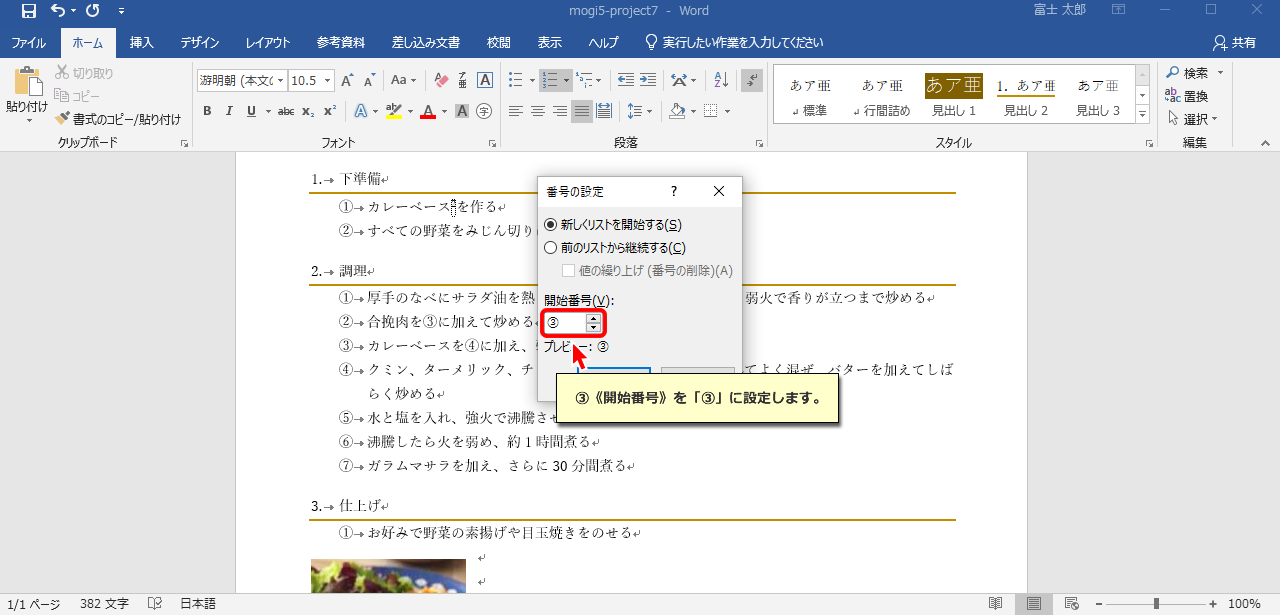 mogi5-project7 - Word
富士 太郎
ファイル ホーム 挿入 デザイン レイアウト 参考資料 差し込み文書 校閲 表示 ヘルプ 実行したい作業を入力してください 共有
貼り付け
切り取り
コピー
書式のコピー/貼り付け
クリップボード
游明朝 (本文の 10.5
フォント
段落
あア亜 標準
あア亜 行間詰め
あア亜 見出し 1
1. あア亜 見出し 2
あア亜 見出し 3
スタイル
検索
置換
選択
編集
1. 下準備
① カレーベースを作る
② すべての野菜をみじん切り
2. 調理
① 厚手のなべにサラダ油を熱 弱火で香りが立つまで炒める
② 合挽肉を③に加えて炒める
③ カレーベースを④に加え、
④ クミン、ターメリック、チ てよく混ぜ、バターを加えてしば
らく炒める
⑤ 水と塩を入れ、強火で沸騰させ
⑥ 沸騰したら火を弱め、約 1 時間煮る
⑦ ガラムマサラを加え、さらに 30 分間煮る
3. 仕上げ
① お好みで野菜の素揚げや目玉焼きをのせる
番号の設定 ?
新しくリストを開始する(S)
前のリストから継続する(C)
値の繰り上げ (番号の削除)(A)
開始番号(V):
③
プレビュー: ③
③《開始番号》を「③」に設定します。
1/1 ページ 382 文字 日本語 100%